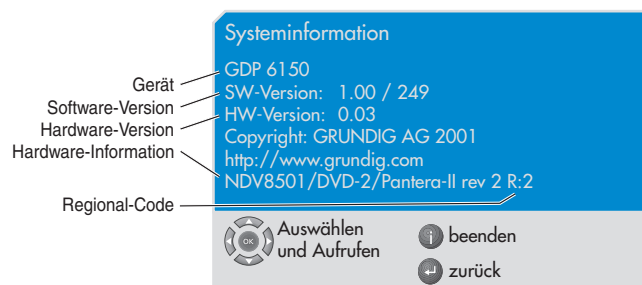 Systeminformation
GDP 6150
SW-Version: 1.00 / 249
HW-Version: 0.03
Copyright: GRUNDIG AG 2001
http://www.grundig.com
NDV8501/DVD-2/Pantera-II rev 2 R:2
Gerät
Software-Version
Hardware-Version
Hardware-Information
Regional-Code
OK
Auswählen
und Aufrufen
i
beenden
zurück